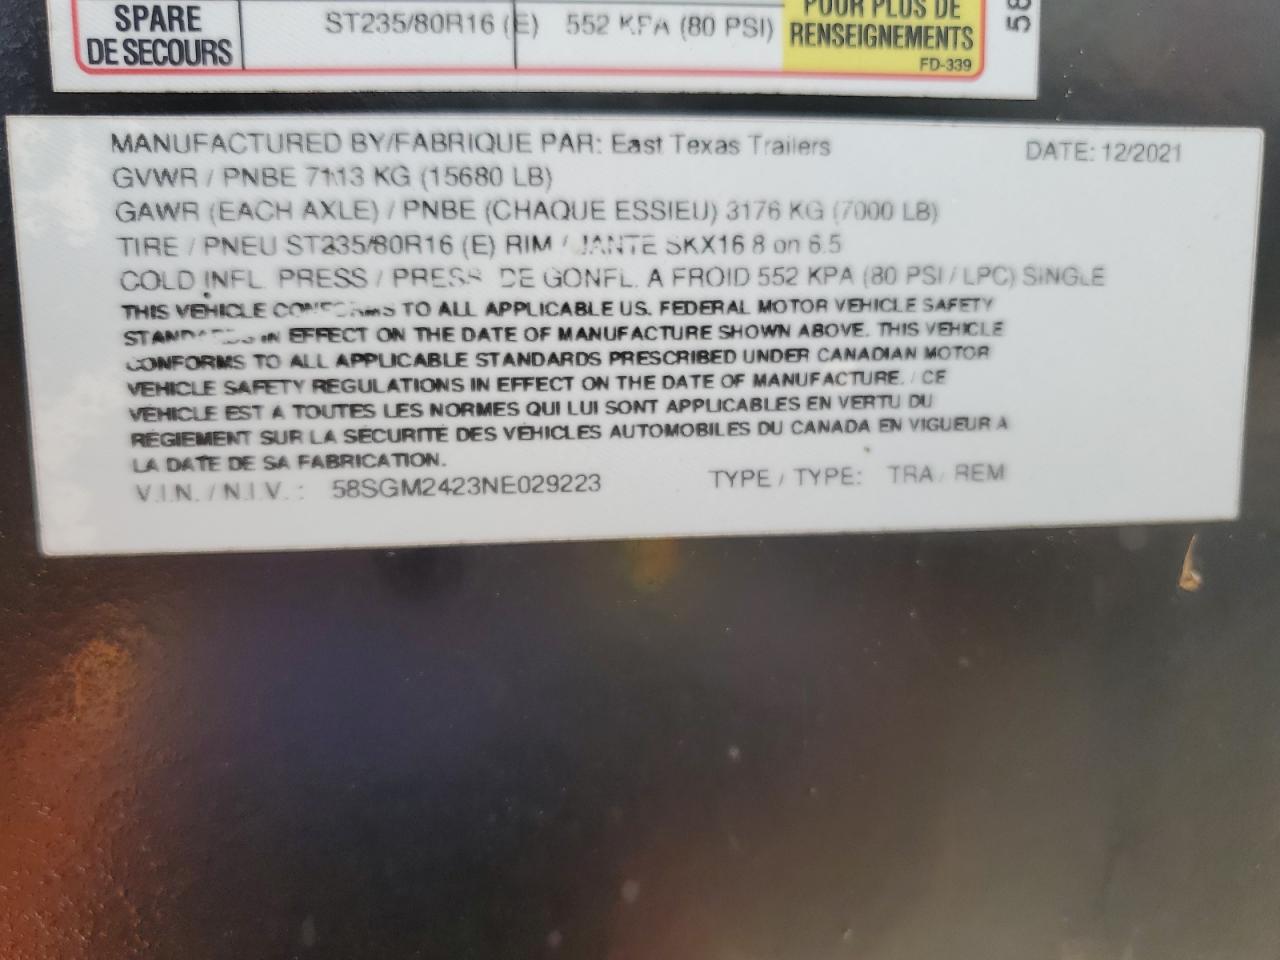 SPARE ST235/80R16 (E) 552 KPA (80 PSI) POUR PLUS DE
DE SECOURS RENSEIGNEMENTS
FD-339
58
MANUFACTURED BY/FABRIQUE PAR: East Texas Trailers DATE: 12/2021
GVWR / PNBE 7113 KG (15680 LB)
GAWR (EACH AXLE) / PNBE (CHAQUE ESSIEU) 3176 KG (7000 LB)
TIRE / PNEU ST235/80R16 (E) RIM / JANTE SKX16 8 on 6.5
COLD INFL. PRESS / PRESS. DE GONFL. A FROID 552 KPA (80 PSI / LPC) SINGLE
THIS VEHICLE CONFORMS TO ALL APPLICABLE US. FEDERAL MOTOR VEHICLE SAFETY
STANDARDS IN EFFECT ON THE DATE OF MANUFACTURE SHOWN ABOVE. THIS VEHICLE
CONFORMS TO ALL APPLICABLE STANDARDS PRESCRIBED UNDER CANADIAN MOTOR
VEHICLE SAFETY REGULATIONS IN EFFECT ON THE DATE OF MANUFACTURE. / CE
VEHICLE EST A TOUTES LES NORMES QUI LUI SONT APPLICABLES EN VERTU DU
REGIEMENT SUR LA SECURITE DES VEHICLES AUTOMOBILES DU CANADA EN VIGUEUR A
LA DATE DE SA FABRICATION.
V.I.N. / N.I.V. : 58SGM2423NE029223 TYPE / TYPE: TRA / REM